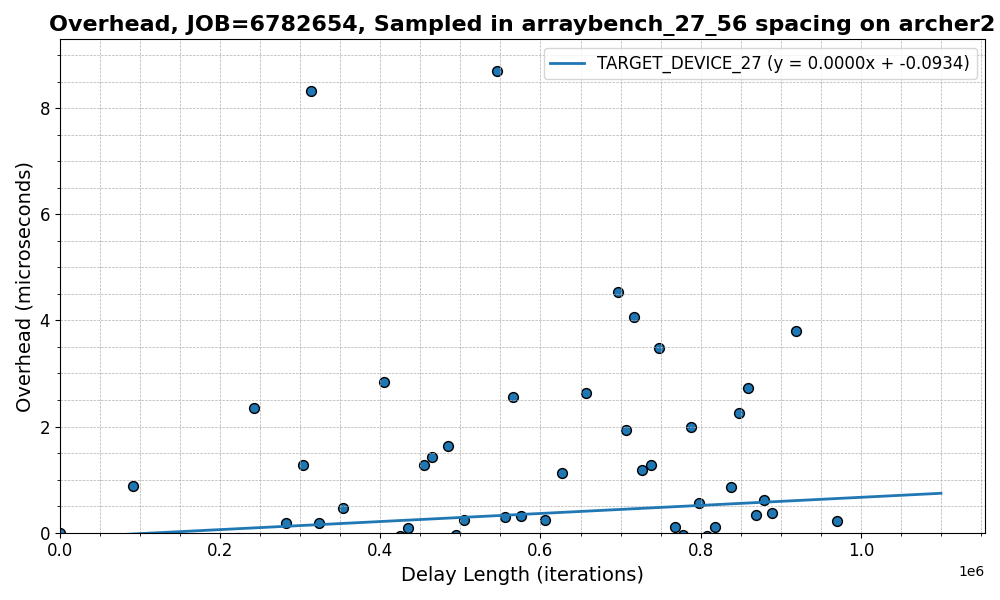 Overhead, JOB=6782654, Sampled in arraybench_27_56 spacing on archer2
TARGET_DEVICE_27 (y = 0.0000x + -0.0934)
Overhead (microseconds)
8
6
4
2
0
0.0 0.2 0.4 0.6 0.8 1.0
1e6
Delay Length (iterations)